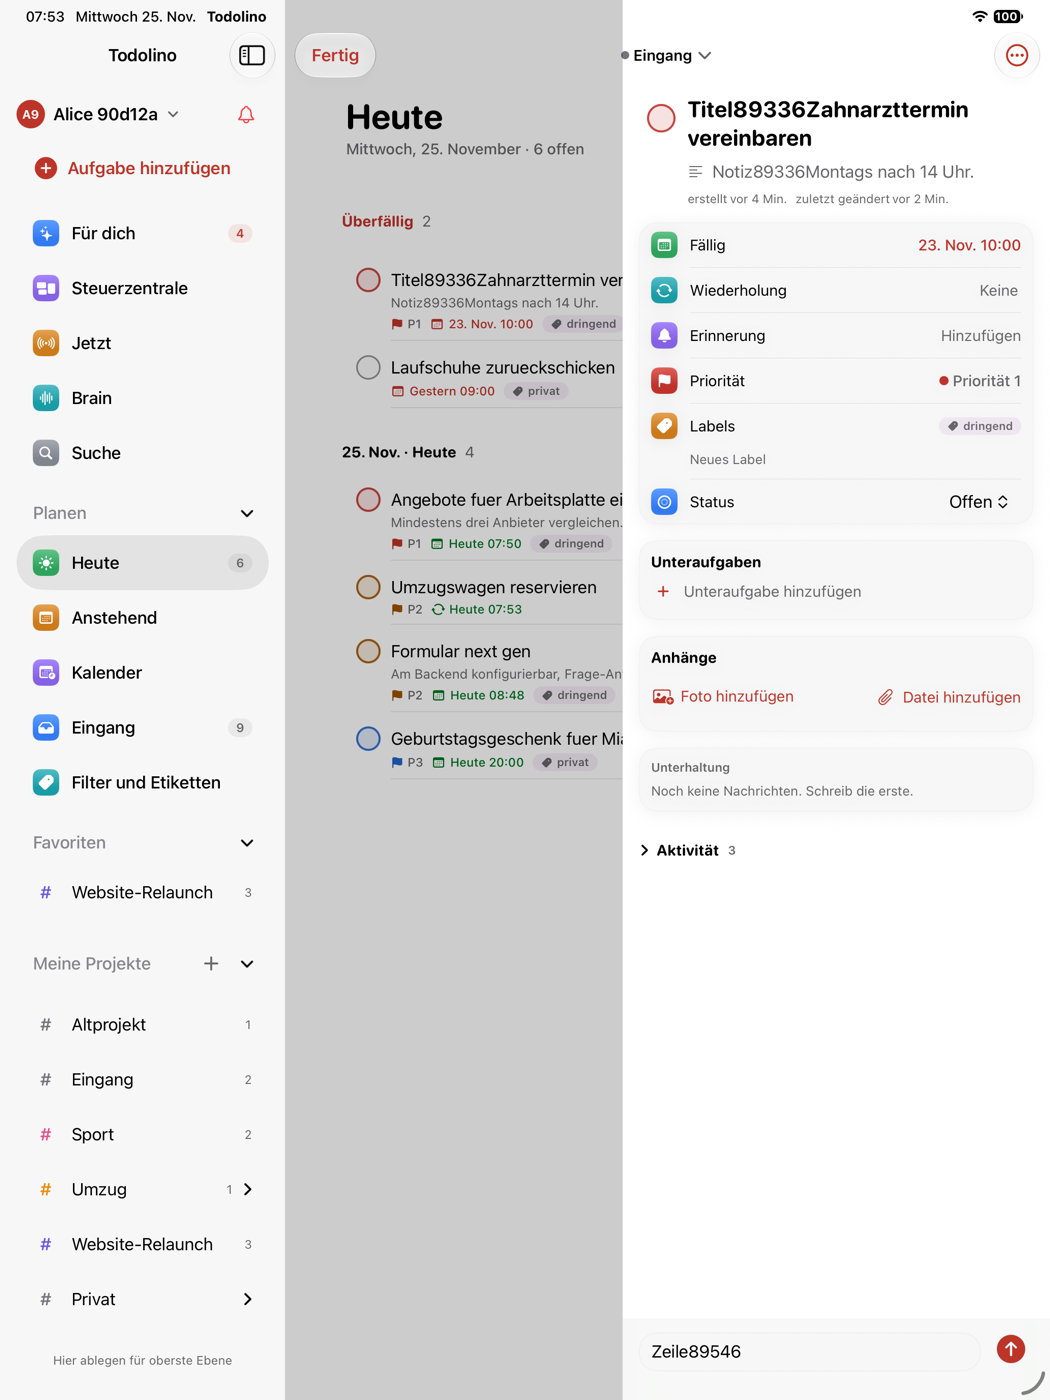 07:53 Mittwoch 25. Nov. Todolino
100
Todolino
A9 Alice 90d12a
Aufgabe hinzufügen
Für dich 4
Steuerzentrale
Jetzt
Brain
Suche
Planen
Heute 6
Anstehend
Kalender
Eingang 9
Filter und Etiketten
Favoriten
# Website-Relaunch 3
Meine Projekte
# Altprojekt 1
# Eingang 2
# Sport 2
# Umzug 1
# Website-Relaunch 3
# Privat
Hier ablegen für oberste Ebene
Fertig
Heute
Mittwoch, 25. November · 6 offen
Überfällig 2
Titel89336Zahnarzttermin ver
Notiz89336Montags nach 14 Uhr.
P1 23. Nov. 10:00 dringend
Laufschuhe zurueckschicken
Gestern 09:00 privat
25. Nov. · Heute 4
Angebote fuer Arbeitsplatte ei
Mindestens drei Anbieter vergleichen.
P1 Heute 07:50 dringend
Umzugswagen reservieren
P2 Heute 07:53
Formular next gen
Am Backend konfigurierbar, Frage-An
P2 Heute 08:48 dringend
Geburtstagsgeschenk fuer Mia
P3 Heute 20:00 privat
Eingang
Titel89336Zahnarzttermin
vereinbaren
Notiz89336Montags nach 14 Uhr.
erstellt vor 4 Min. zuletzt geändert vor 2 Min.
Fällig 23. Nov. 10:00
Wiederholung Keine
Erinnerung Hinzufügen
Priorität Priorität 1
Labels dringend
Neues Label
Status Offen
Unteraufgaben
+ Unteraufgabe hinzufügen
Anhänge
Foto hinzufügen Datei hinzufügen
Unterhaltung
Noch keine Nachrichten. Schreib die erste.
Aktivität 3
Zeile89546